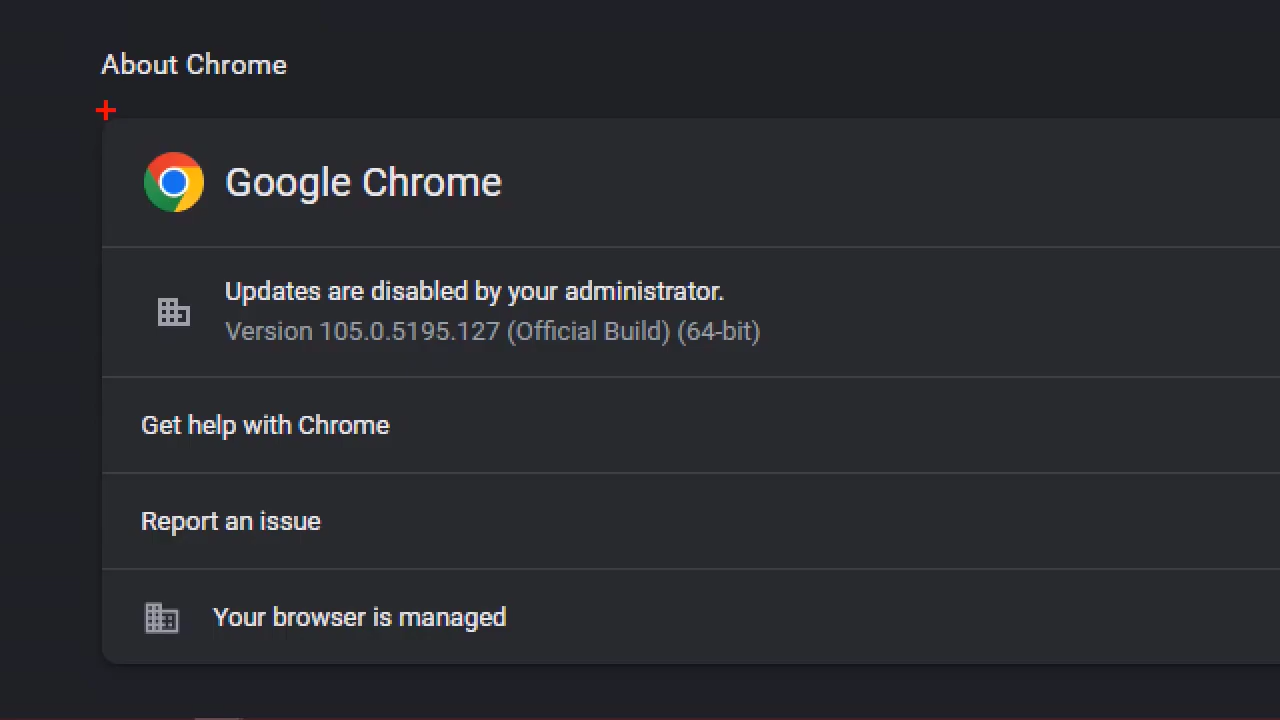 About Chrome
Google Chrome
Updates are disabled by your administrator.
Version 105.0.5195.127 (Official Build) (64-bit)
Get help with Chrome
Report an issue
Your browser is managed